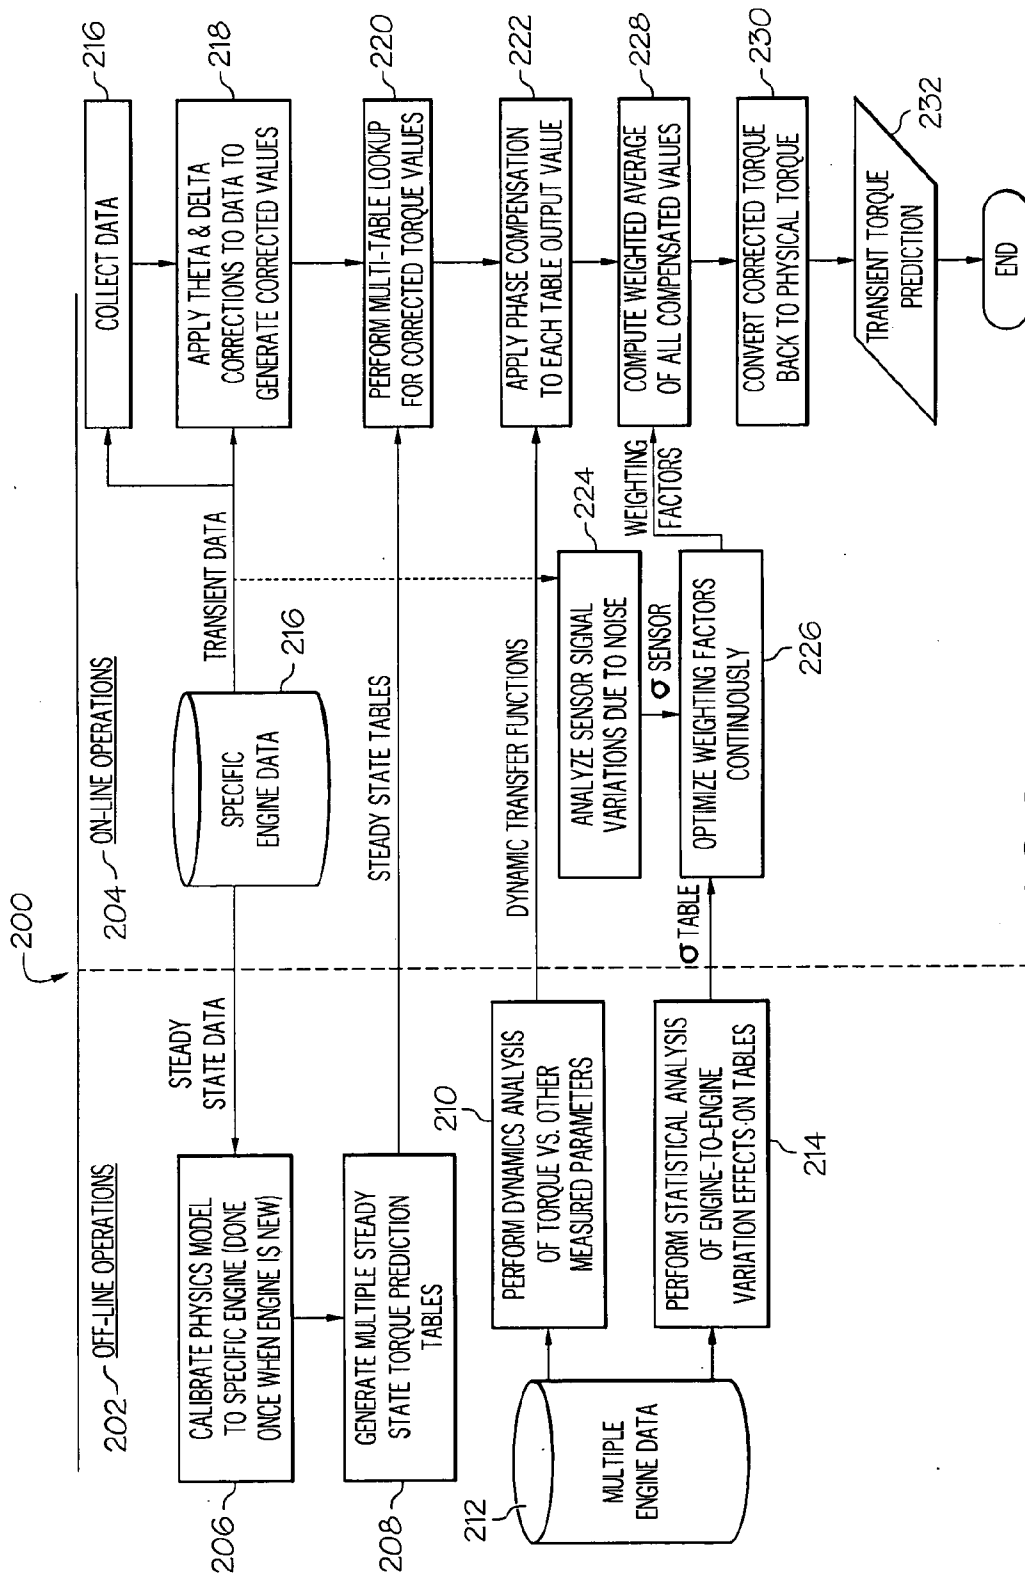 200
202
OFF-LINE OPERATIONS
204
ON-LINE OPERATIONS
206
CALIBRATE PHYSICS MODEL
TO SPECIFIC ENGINE (DONE
ONCE WHEN ENGINE IS NEW)
STEADY
STATE DATA
SPECIFIC
ENGINE DATA
216
TRANSIENT DATA
COLLECT DATA
216
APPLY THETA & DELTA
CORRECTIONS TO DATA TO
GENERATE CORRECTED VALUES
218
208
GENERATE MULTIPLE STEADY
STATE TORQUE PREDICTION
TABLES
STEADY STATE TABLES
PERFORM MULTI-TABLE LOOKUP
FOR CORRECTED TORQUE VALUES
220
212
MULTIPLE
ENGINE DATA
210
PERFORM DYNAMICS ANALYSIS
OF TORQUE VS. OTHER
MEASURED PARAMETERS
DYNAMIC TRANSFER FUNCTIONS
APPLY PHASE COMPENSATION
TO EACH TABLE OUTPUT VALUE
222
ANALYZE SENSOR SIGNAL
VARIATIONS DUE TO NOISE
224
σ SENSOR
PERFORM STATISTICAL ANALYSIS
OF ENGINE-TO-ENGINE
VARIATION EFFECTS ON TABLES
214
σ TABLE
OPTIMIZE WEIGHTING FACTORS
CONTINUOUSLY
226
WEIGHTING
FACTORS
COMPUTE WEIGHTED AVERAGE
OF ALL COMPENSATED VALUES
228
CONVERT CORRECTED TORQUE
BACK TO PHYSICAL TORQUE
230
TRANSIENT TORQUE
PREDICTION
232
END